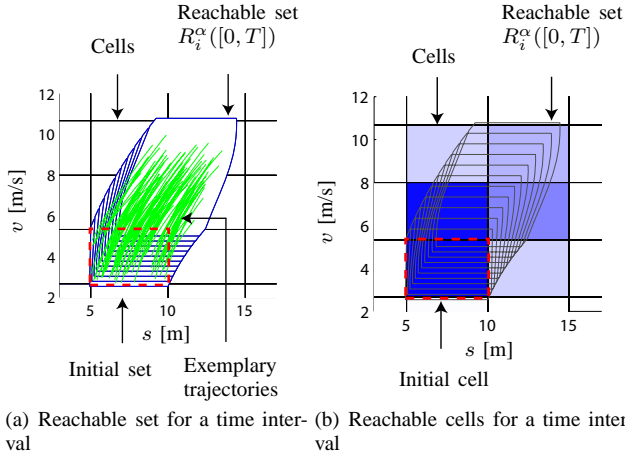 Reachable set
R_i^α([0, T])
Cells
12
10
8
6
4
2
v [m/s]
5
10
15
s [m]
Initial set
Exemplary
trajectories
(a) Reachable set for a time inter-
val
Reachable set
R_i^α([0, T])
Cells
12
10
8
6
4
2
v [m/s]
5
10
15
s [m]
Initial cell
(b) Reachable cells for a time inter
val